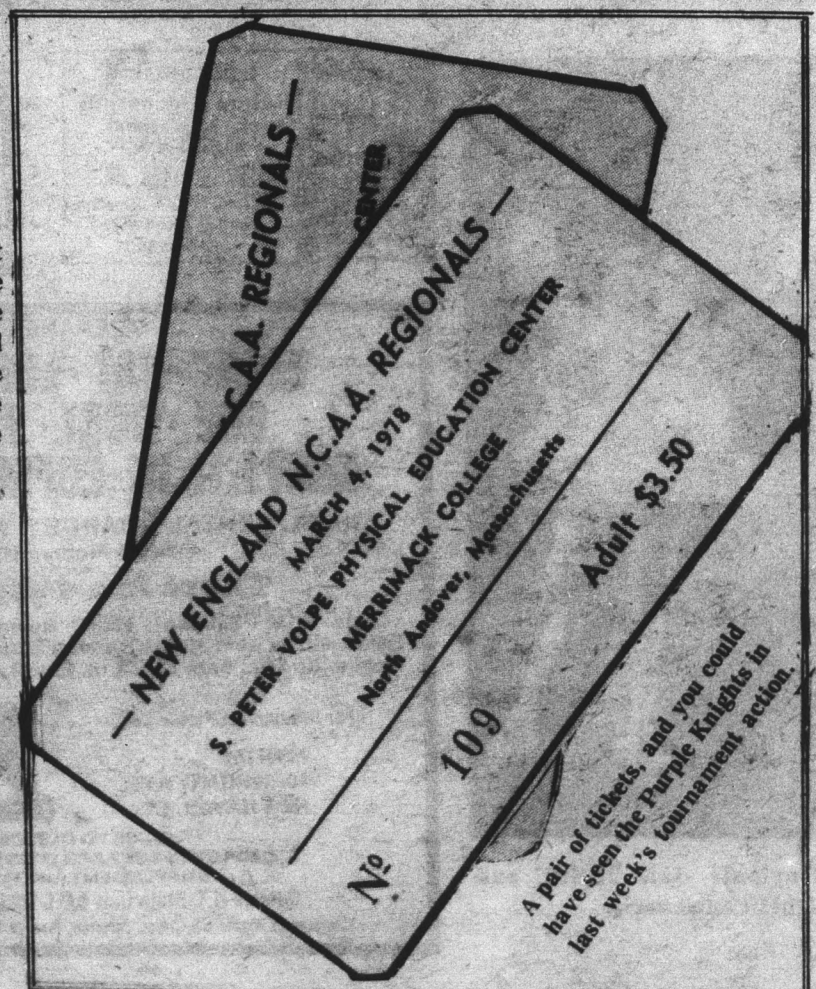 C.A.A. REGIONALS —
CENTER
— NEW ENGLAND N.C.A.A. REGIONALS —
MARCH 4, 1978
S. PETER VOLPE PHYSICAL EDUCATION CENTER
MERRIMACK COLLEGE
North Andover, Massachusetts
Nº 109 Adult $3.50
A pair of tickets, and you could
have seen the Purple Knights in
last week's tournament action.